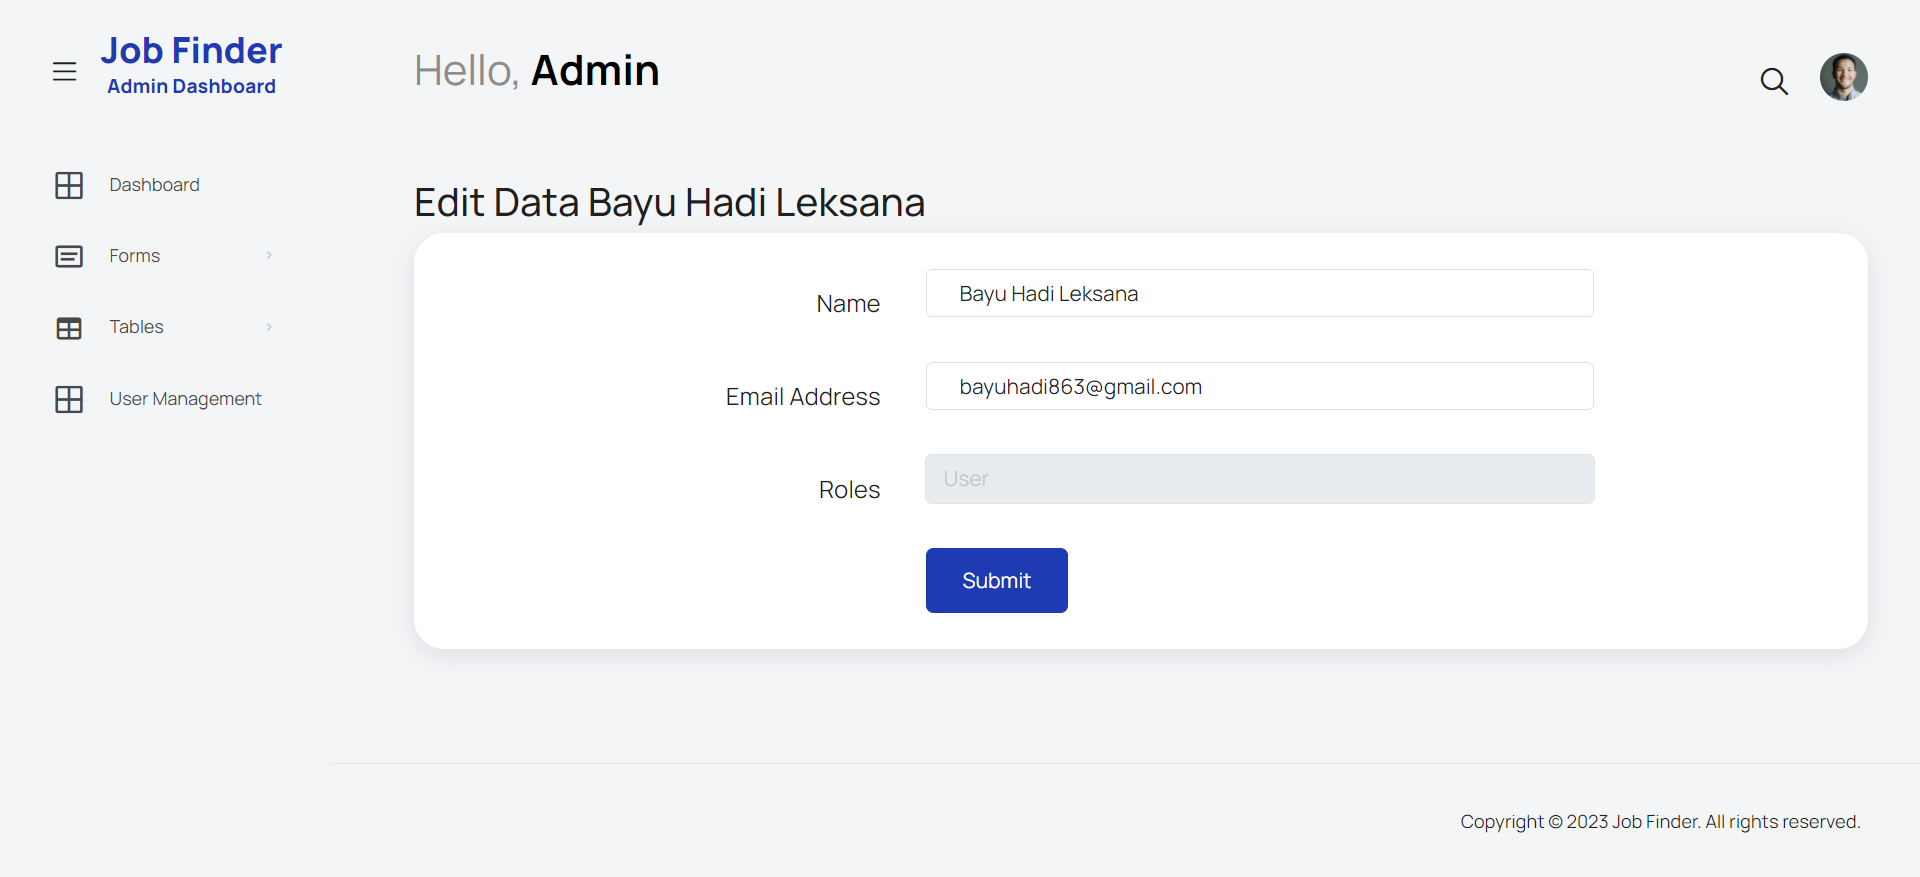 Job Finder
Admin Dashboard
Hello, Admin
Dashboard
Forms
Tables
User Management
Edit Data Bayu Hadi Leksana
Name
Bayu Hadi Leksana
Email Address
bayuhadi863@gmail.com
Roles
User
Submit
Copyright © 2023 Job Finder. All rights reserved.